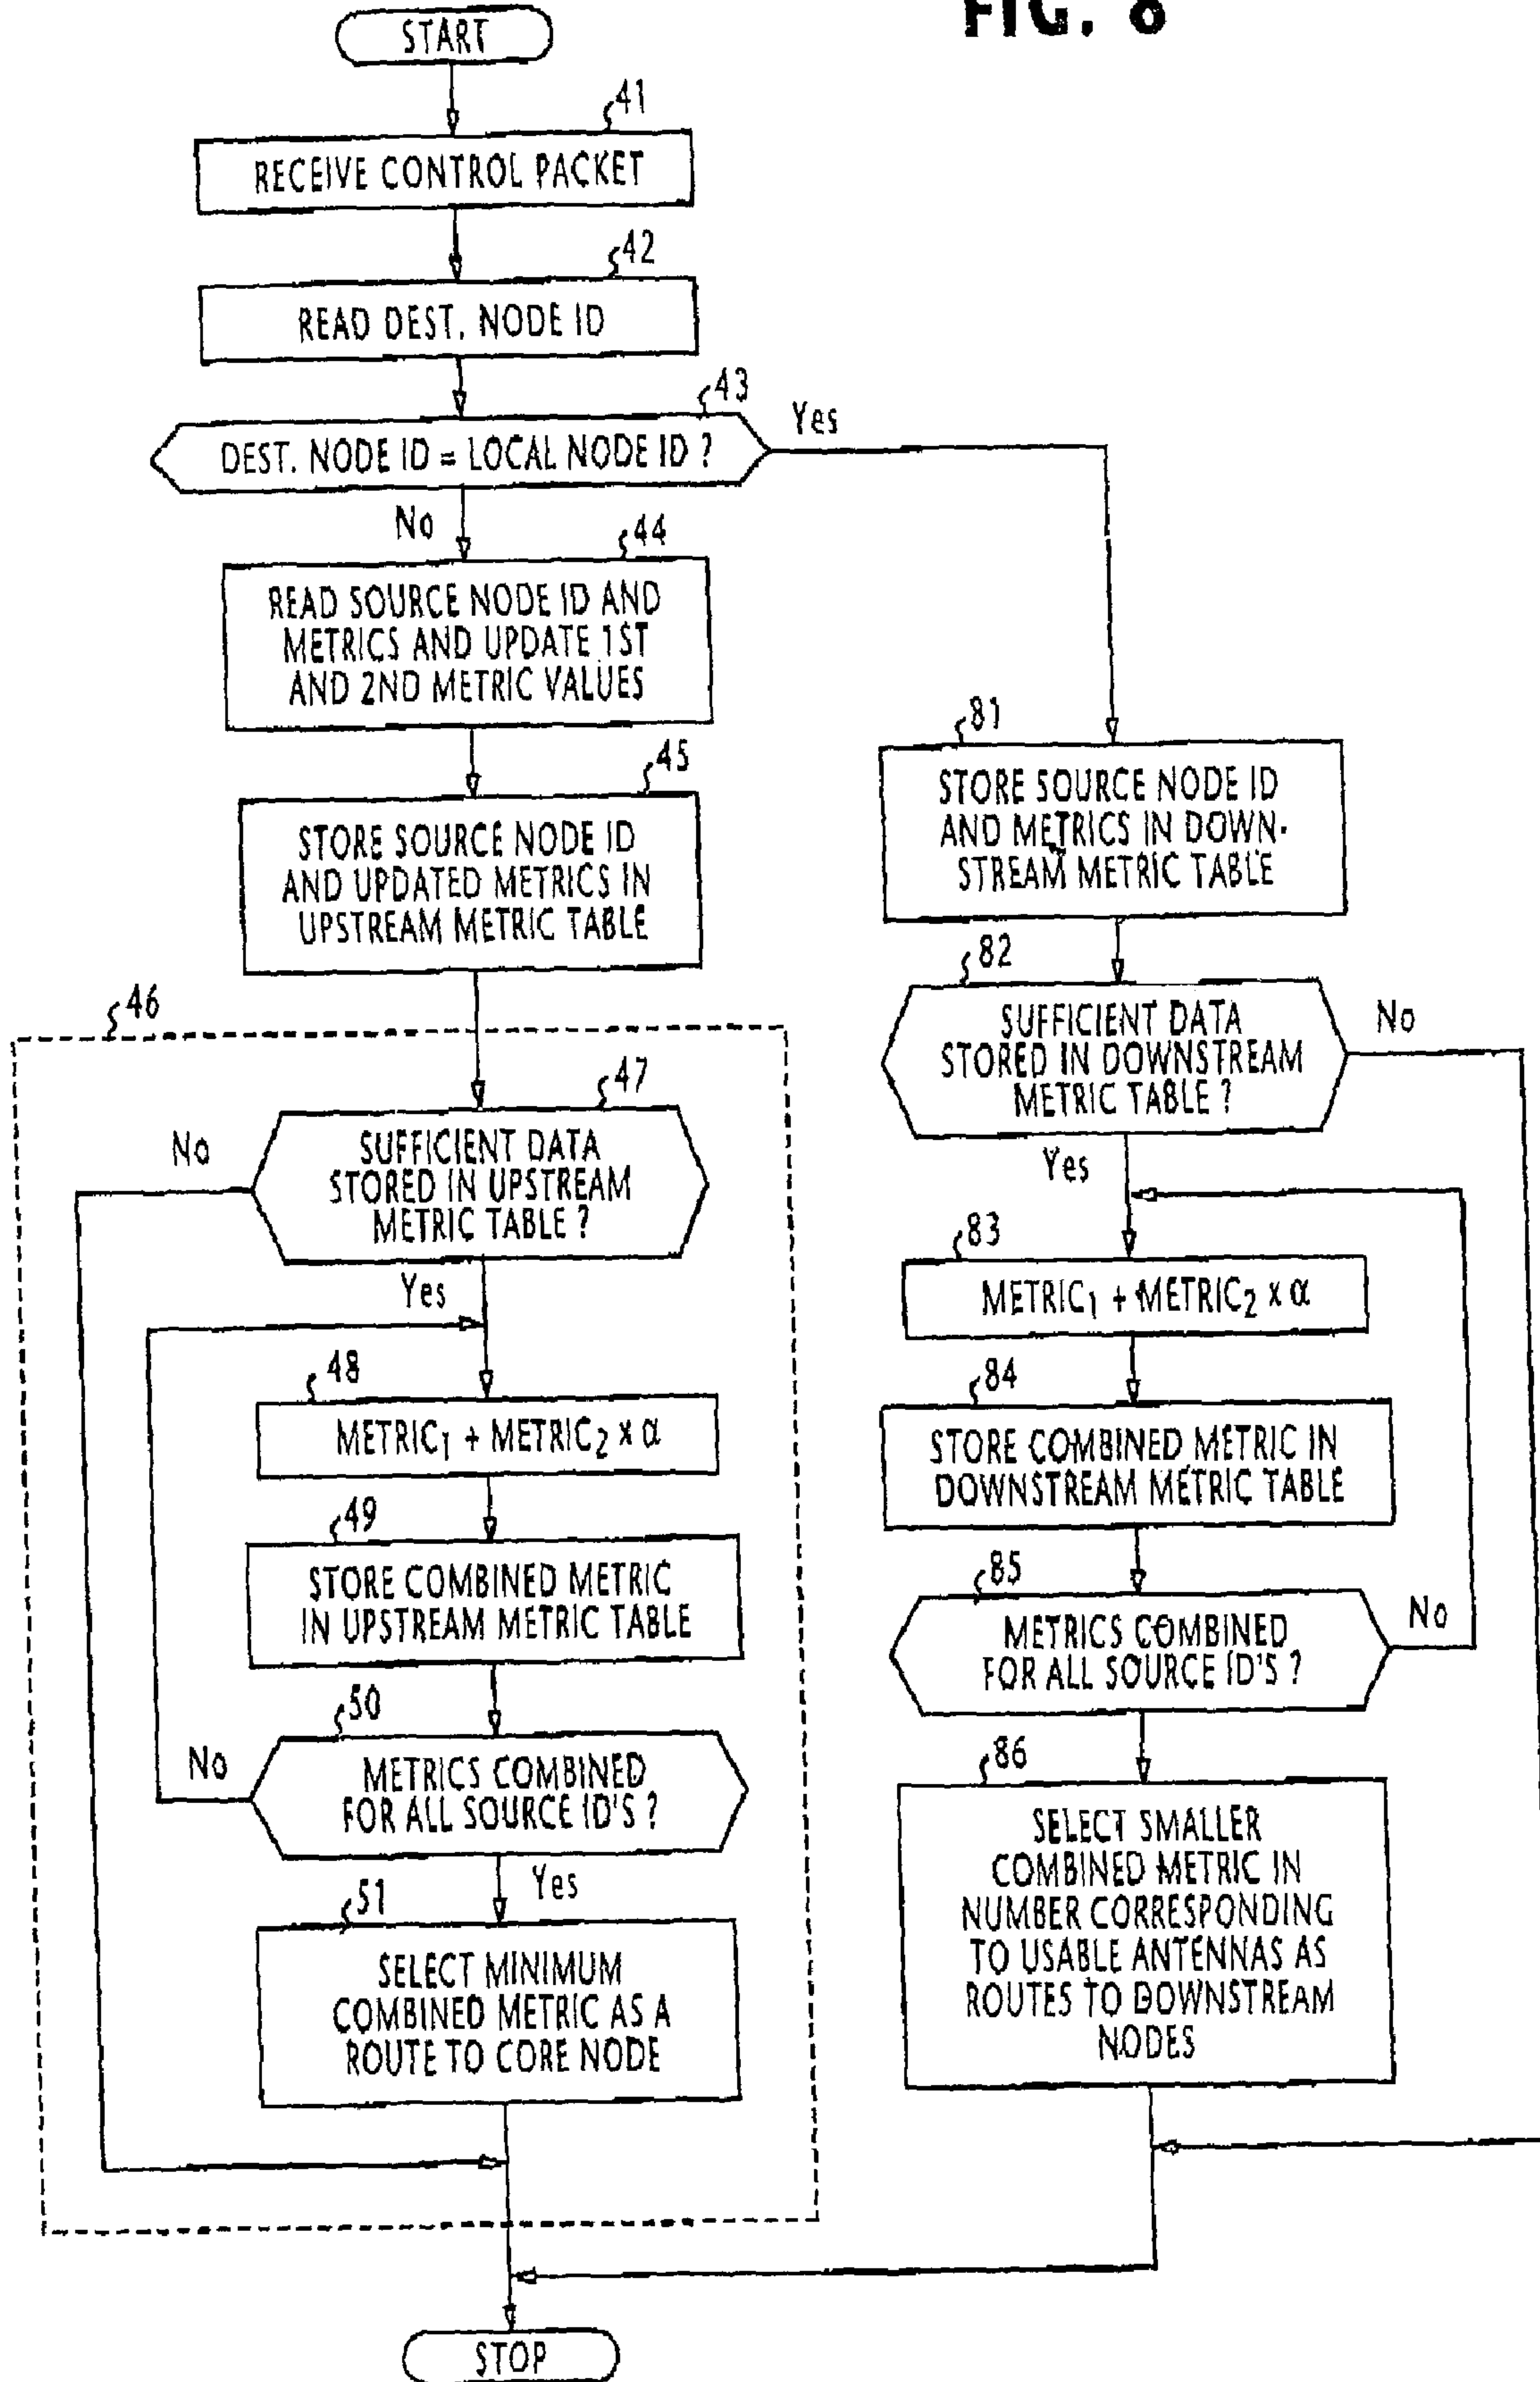 FIG. 8
START
41
RECEIVE CONTROL PACKET
42
READ DEST. NODE ID
43
DEST. NODE ID = LOCAL NODE ID ?
Yes
No
44
READ SOURCE NODE ID AND
METRICS AND UPDATE 1ST
AND 2ND METRIC VALUES
45
STORE SOURCE NODE ID
AND UPDATED METRICS IN
UPSTREAM METRIC TABLE
46
47
SUFFICIENT DATA
STORED IN UPSTREAM
METRIC TABLE ?
No
Yes
48
METRIC1 + METRIC2 x α
49
STORE COMBINED METRIC
IN UPSTREAM METRIC TABLE
50
METRICS COMBINED
FOR ALL SOURCE ID'S ?
No
Yes
51
SELECT MINIMUM
COMBINED METRIC AS A
ROUTE TO CORE NODE
81
STORE SOURCE NODE ID
AND METRICS IN DOWN-
STREAM METRIC TABLE
82
SUFFICIENT DATA
STORED IN DOWNSTREAM
METRIC TABLE ?
No
Yes
83
METRIC1 + METRIC2 x α
84
STORE COMBINED METRIC IN
DOWNSTREAM METRIC TABLE
85
METRICS COMBINED
FOR ALL SOURCE ID'S ?
No
86
SELECT SMALLER
COMBINED METRIC IN
NUMBER CORRESPONDING
TO USABLE ANTENNAS AS
ROUTES TO DOWNSTREAM
NODES
STOP